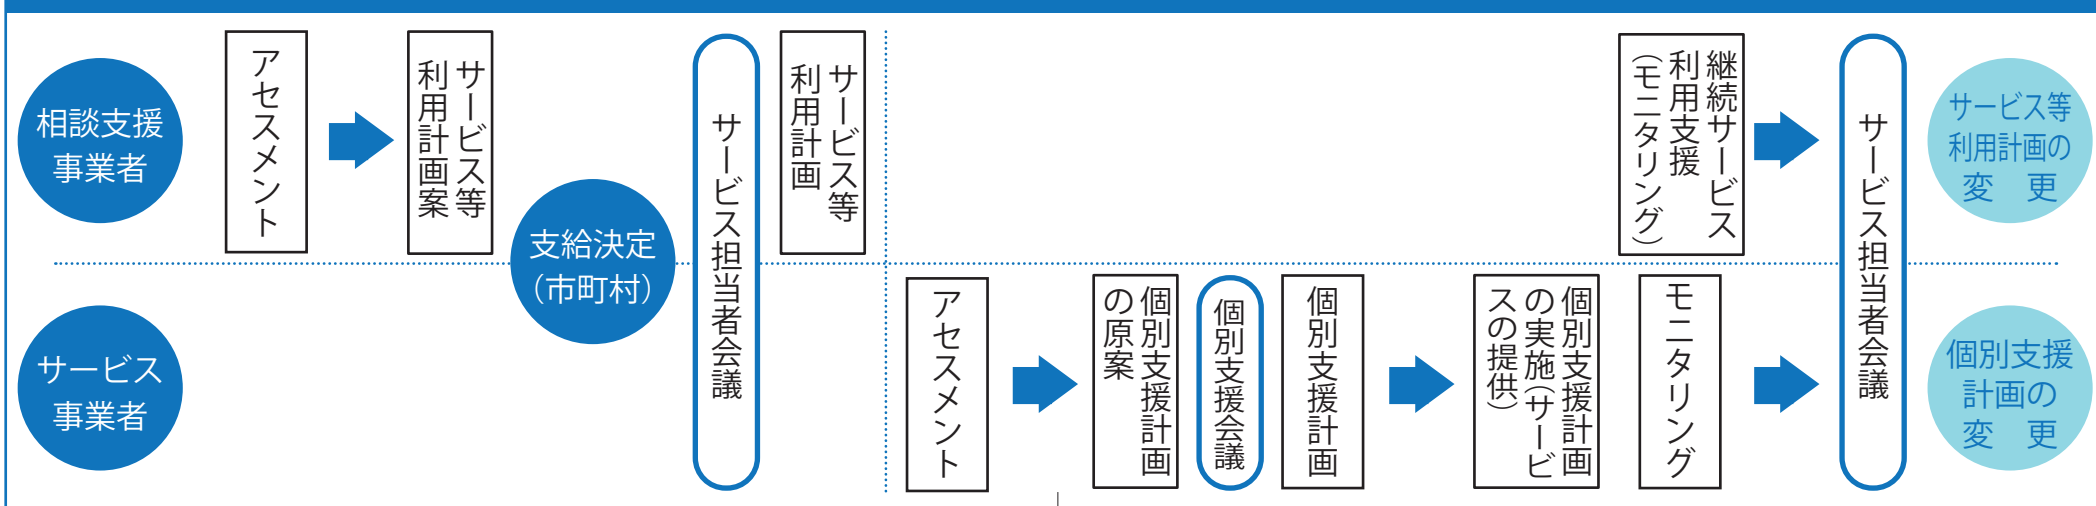 相談支援
事業者
アセスメント
サービス等
利用計画案
支給決定
（市町村）
サービス担当者会議
サービス等
利用計画
継続サービス
利用支援
（モニタリング）
サービス担当者会議
サービス等
利用計画の
変　更
サービス
事業者
アセスメント
個別支援計画
の原案
個別支援会議
個別支援計画
個別支援計画
の実施（サービ
スの提供）
モニタリング
個別支援
計画の
変　更